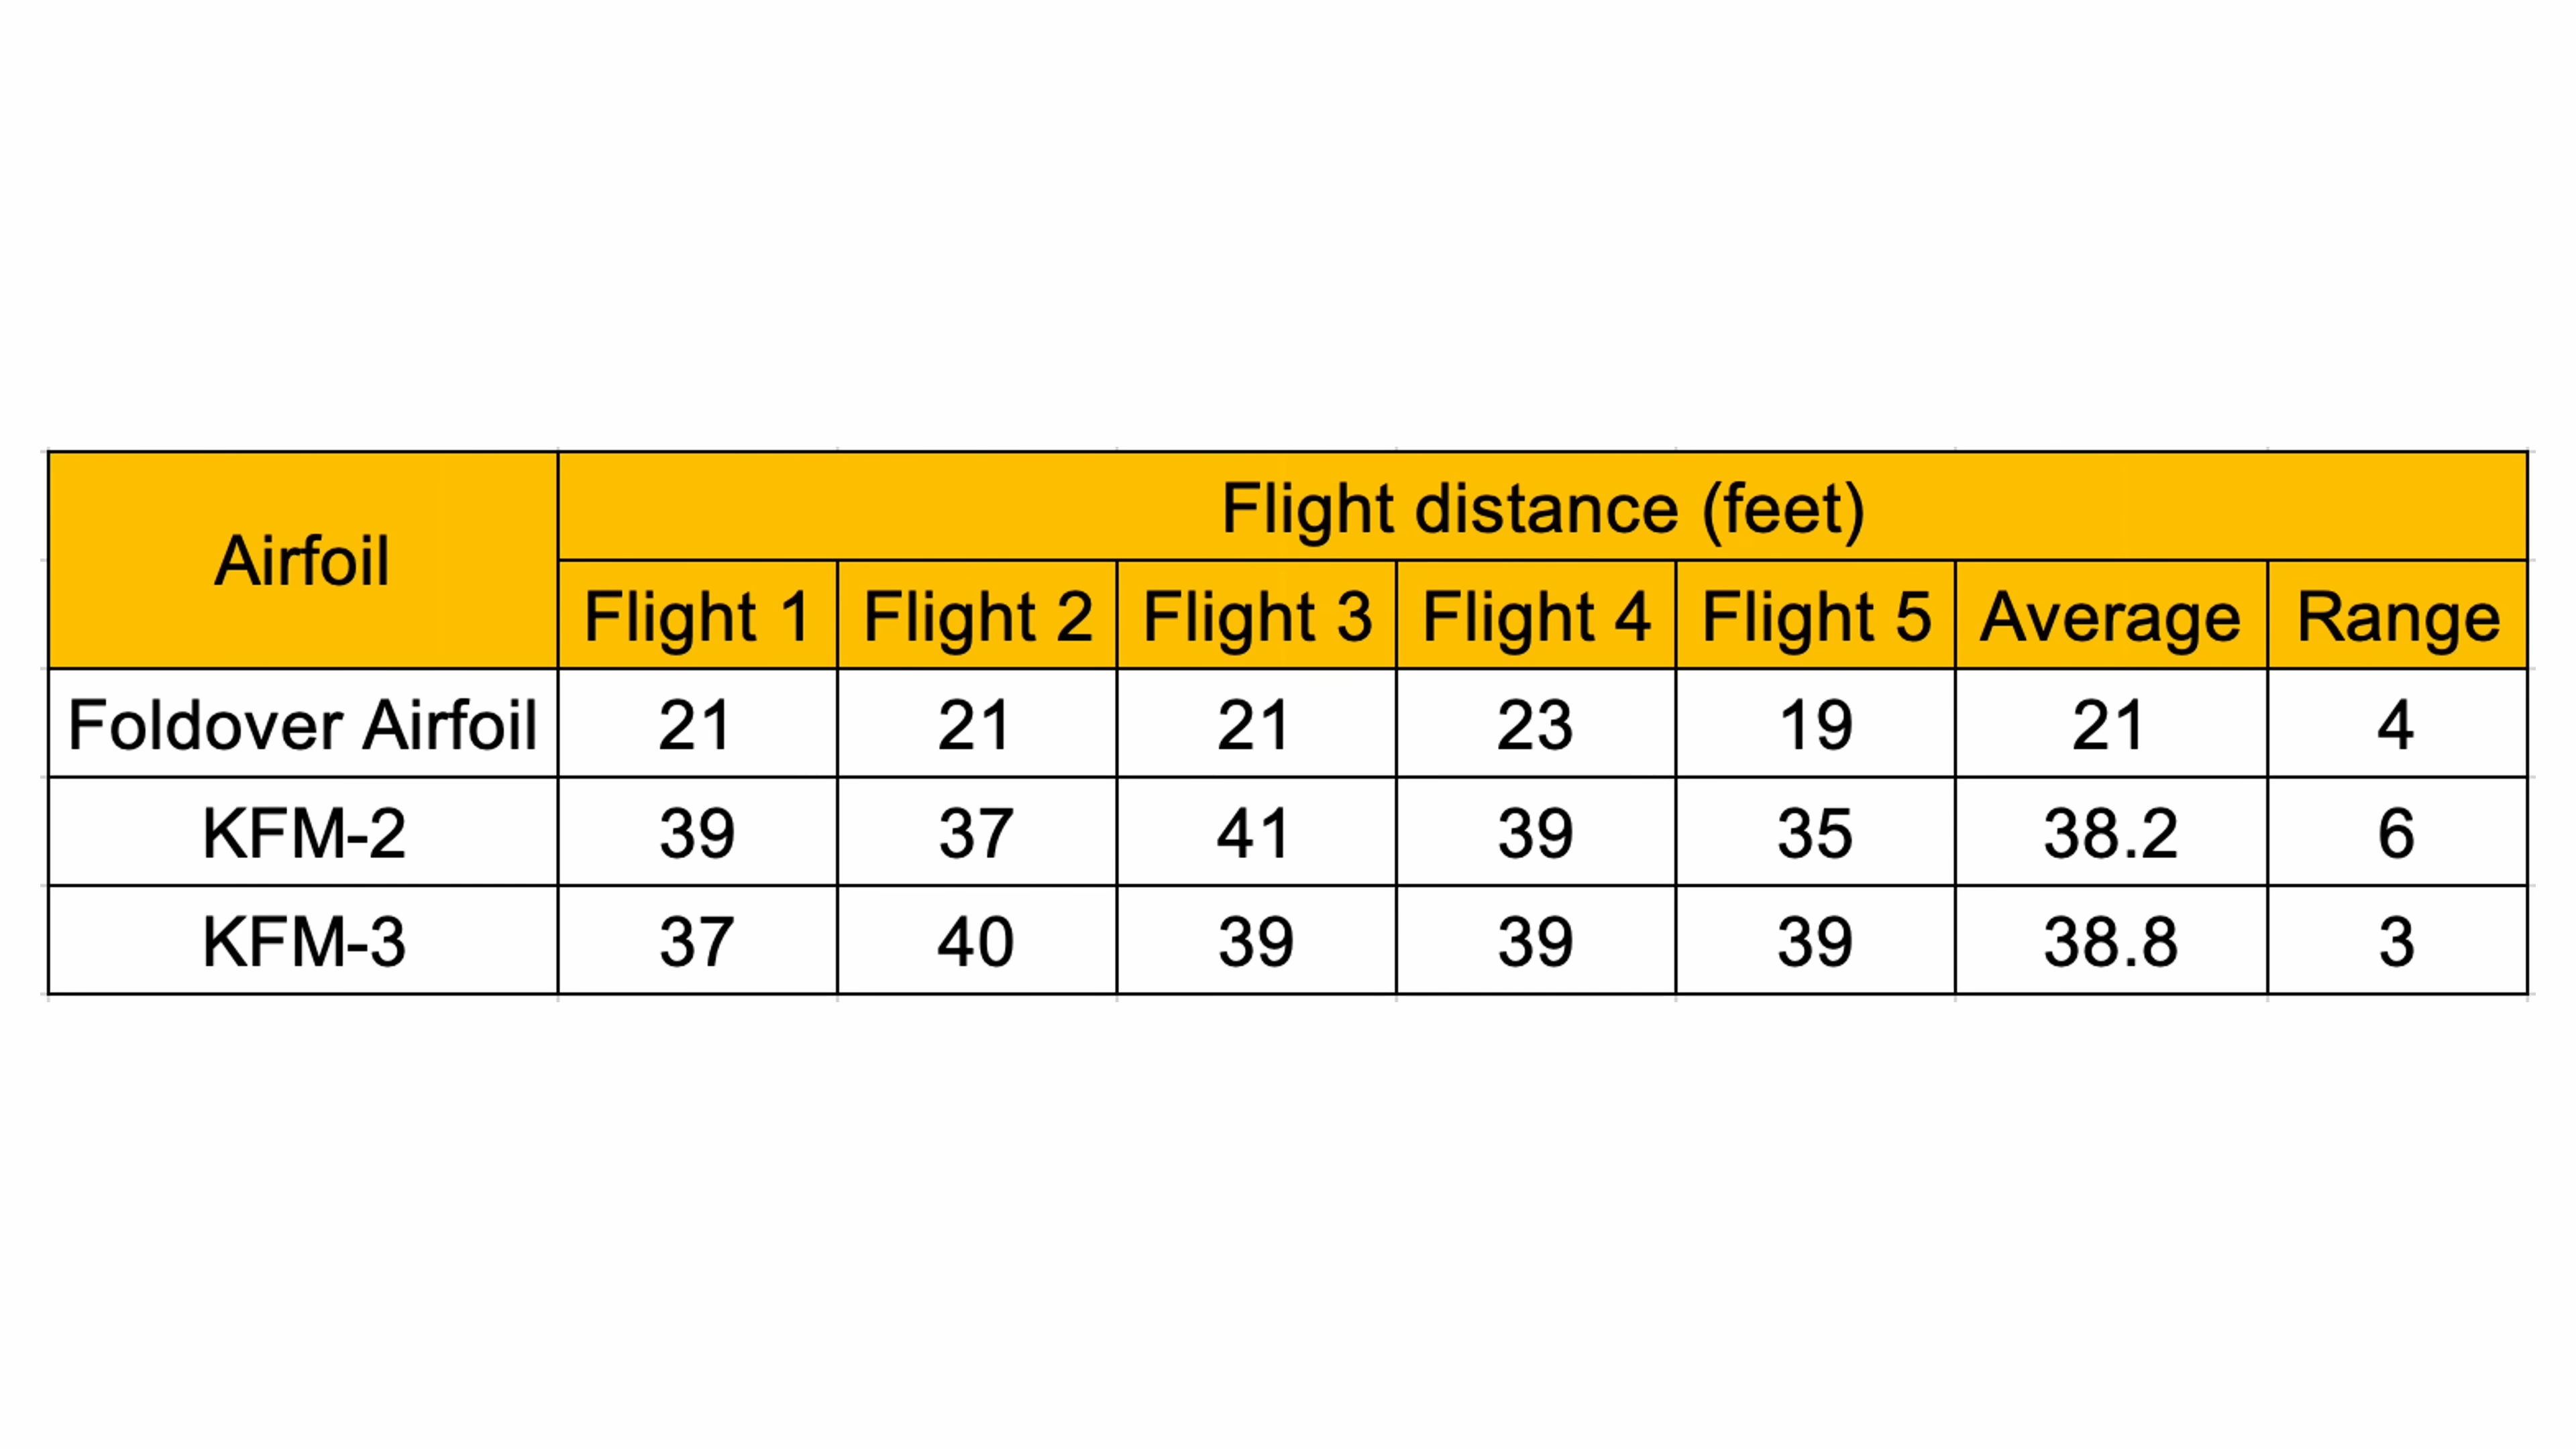 Airfoil Flight distance (feet)
Flight 1 Flight 2 Flight 3 Flight 4 Flight 5 Average Range
Foldover Airfoil 21 21 21 23 19 21 4
KFM-2 39 37 41 39 35 38.2 6
KFM-3 37 40 39 39 39 38.8 3